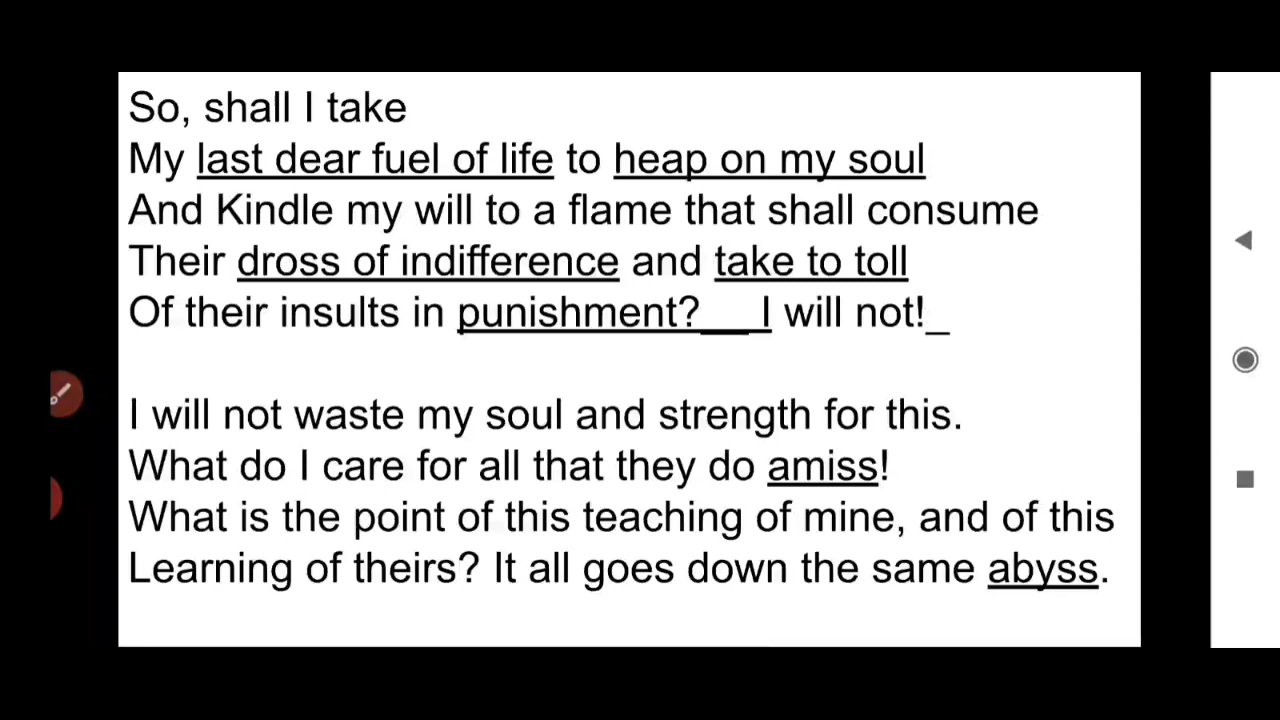 So, shall I take
My last dear fuel of life to heap on my soul
And Kindle my will to a flame that shall consume
Their dross of indifference and take to toll
Of their insults in punishment?__ I will not!_
I will not waste my soul and strength for this.
What do I care for all that they do amiss!
What is the point of this teaching of mine, and of this
Learning of theirs? It all goes down the same abyss.